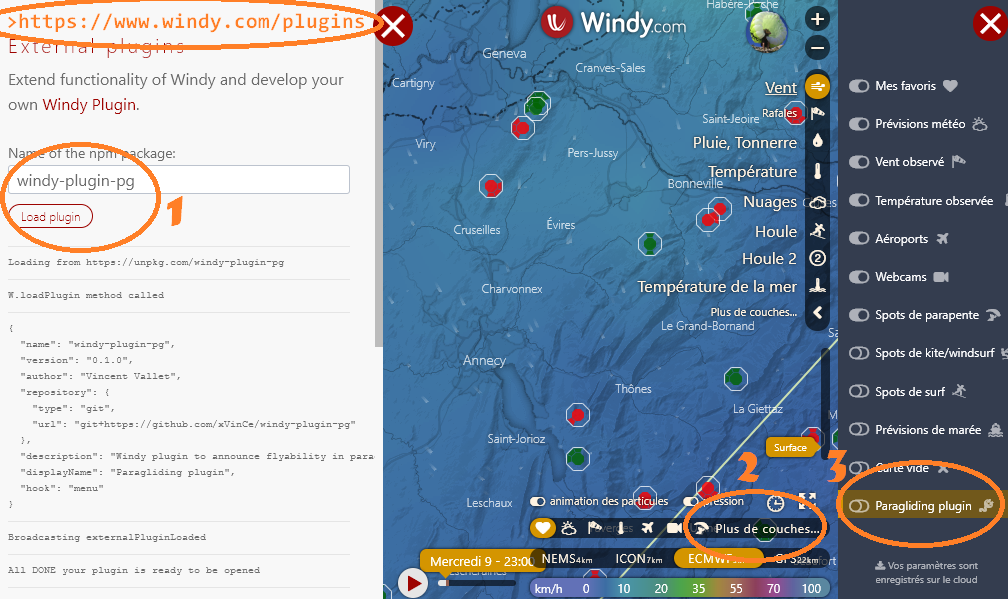 >https://www.windy.com/plugins
External plugins
Extend functionality of Windy and develop your
own Windy Plugin.
Name of the npm package:
windy-plugin-pg
Load plugin
1
Loading from https://unpkg.com/windy-plugin-pg
W.loadPlugin method called
{
"name": "windy-plugin-pg",
"version": "0.1.0",
"author": "Vincent Vallet",
"repository": {
"type": "git",
"url": "git+https://github.com/xVinCe/windy-plugin-pg"
},
"description": "Windy plugin to announce flyability in para
"displayName": "Paragliding plugin",
"hook": "menu"
}
Broadcasting externalPluginLoaded
All DONE your plugin is ready to be opened
Windy.com
Habère-Poche
Geneva
Cranves-Sales
Cartigny
Viry
Saint-Jeoire
Pers-Jussy
Bonneville
Cruseilles
Évires
Charvonnex
Le Grand-Bornand
Annecy
Thônes
La Giettaz
Saint-Jorioz
Leschaux
Vent
Rafales
Pluie, Tonnerre
Température
Nuages
Houle
Houle 2
2
Température de la mer
Plus de couches...
Surface
2
3
animation des particules
pression
Plus de couches...
Mercredi 9 - 23:00
NEMS4km
ICON7km
ECMWF
GFS22km
km/h 0 10 20 35 55 70 100
Mes favoris
Prévisions météo
Vent observé
Température observée
Aéroports
Webcams
Spots de parapente
Spots de kite/windsurf
Spots de surf
Prévisions de marée
Carte vide
Paragliding plugin
Vos paramètres sont
enregistrés sur le cloud